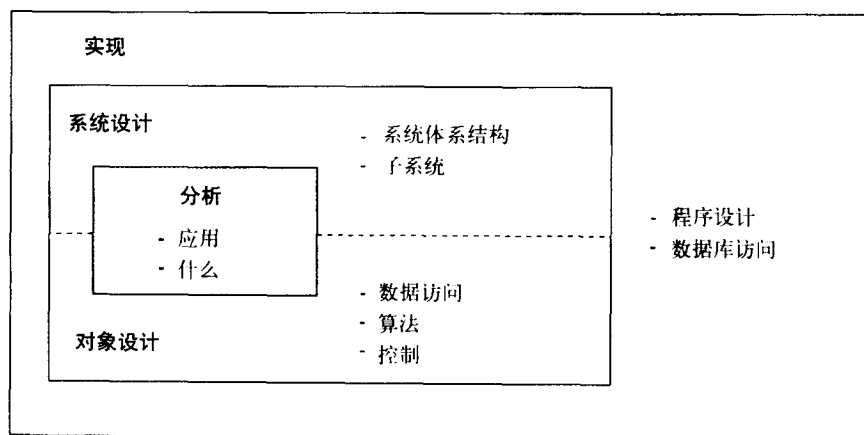 实现
系统设计
- 系统体系结构
- 子系统
分析
- 应用
- 什么
- 程序设计
- 数据库访问
- 数据访问
- 算法
- 控制
对象设计